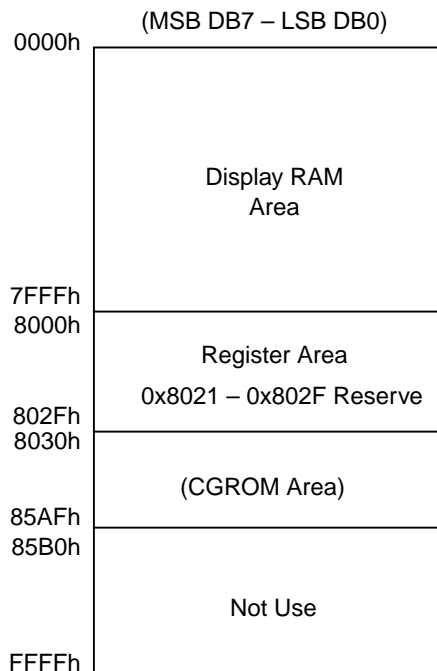 (MSB DB7 – LSB DB0)
0000h
Display RAM
Area
7FFFh
8000h
Register Area
0x8021 – 0x802F Reserve
802Fh
8030h
(CGROM Area)
85AFh
85B0h
Not Use
FFFFh